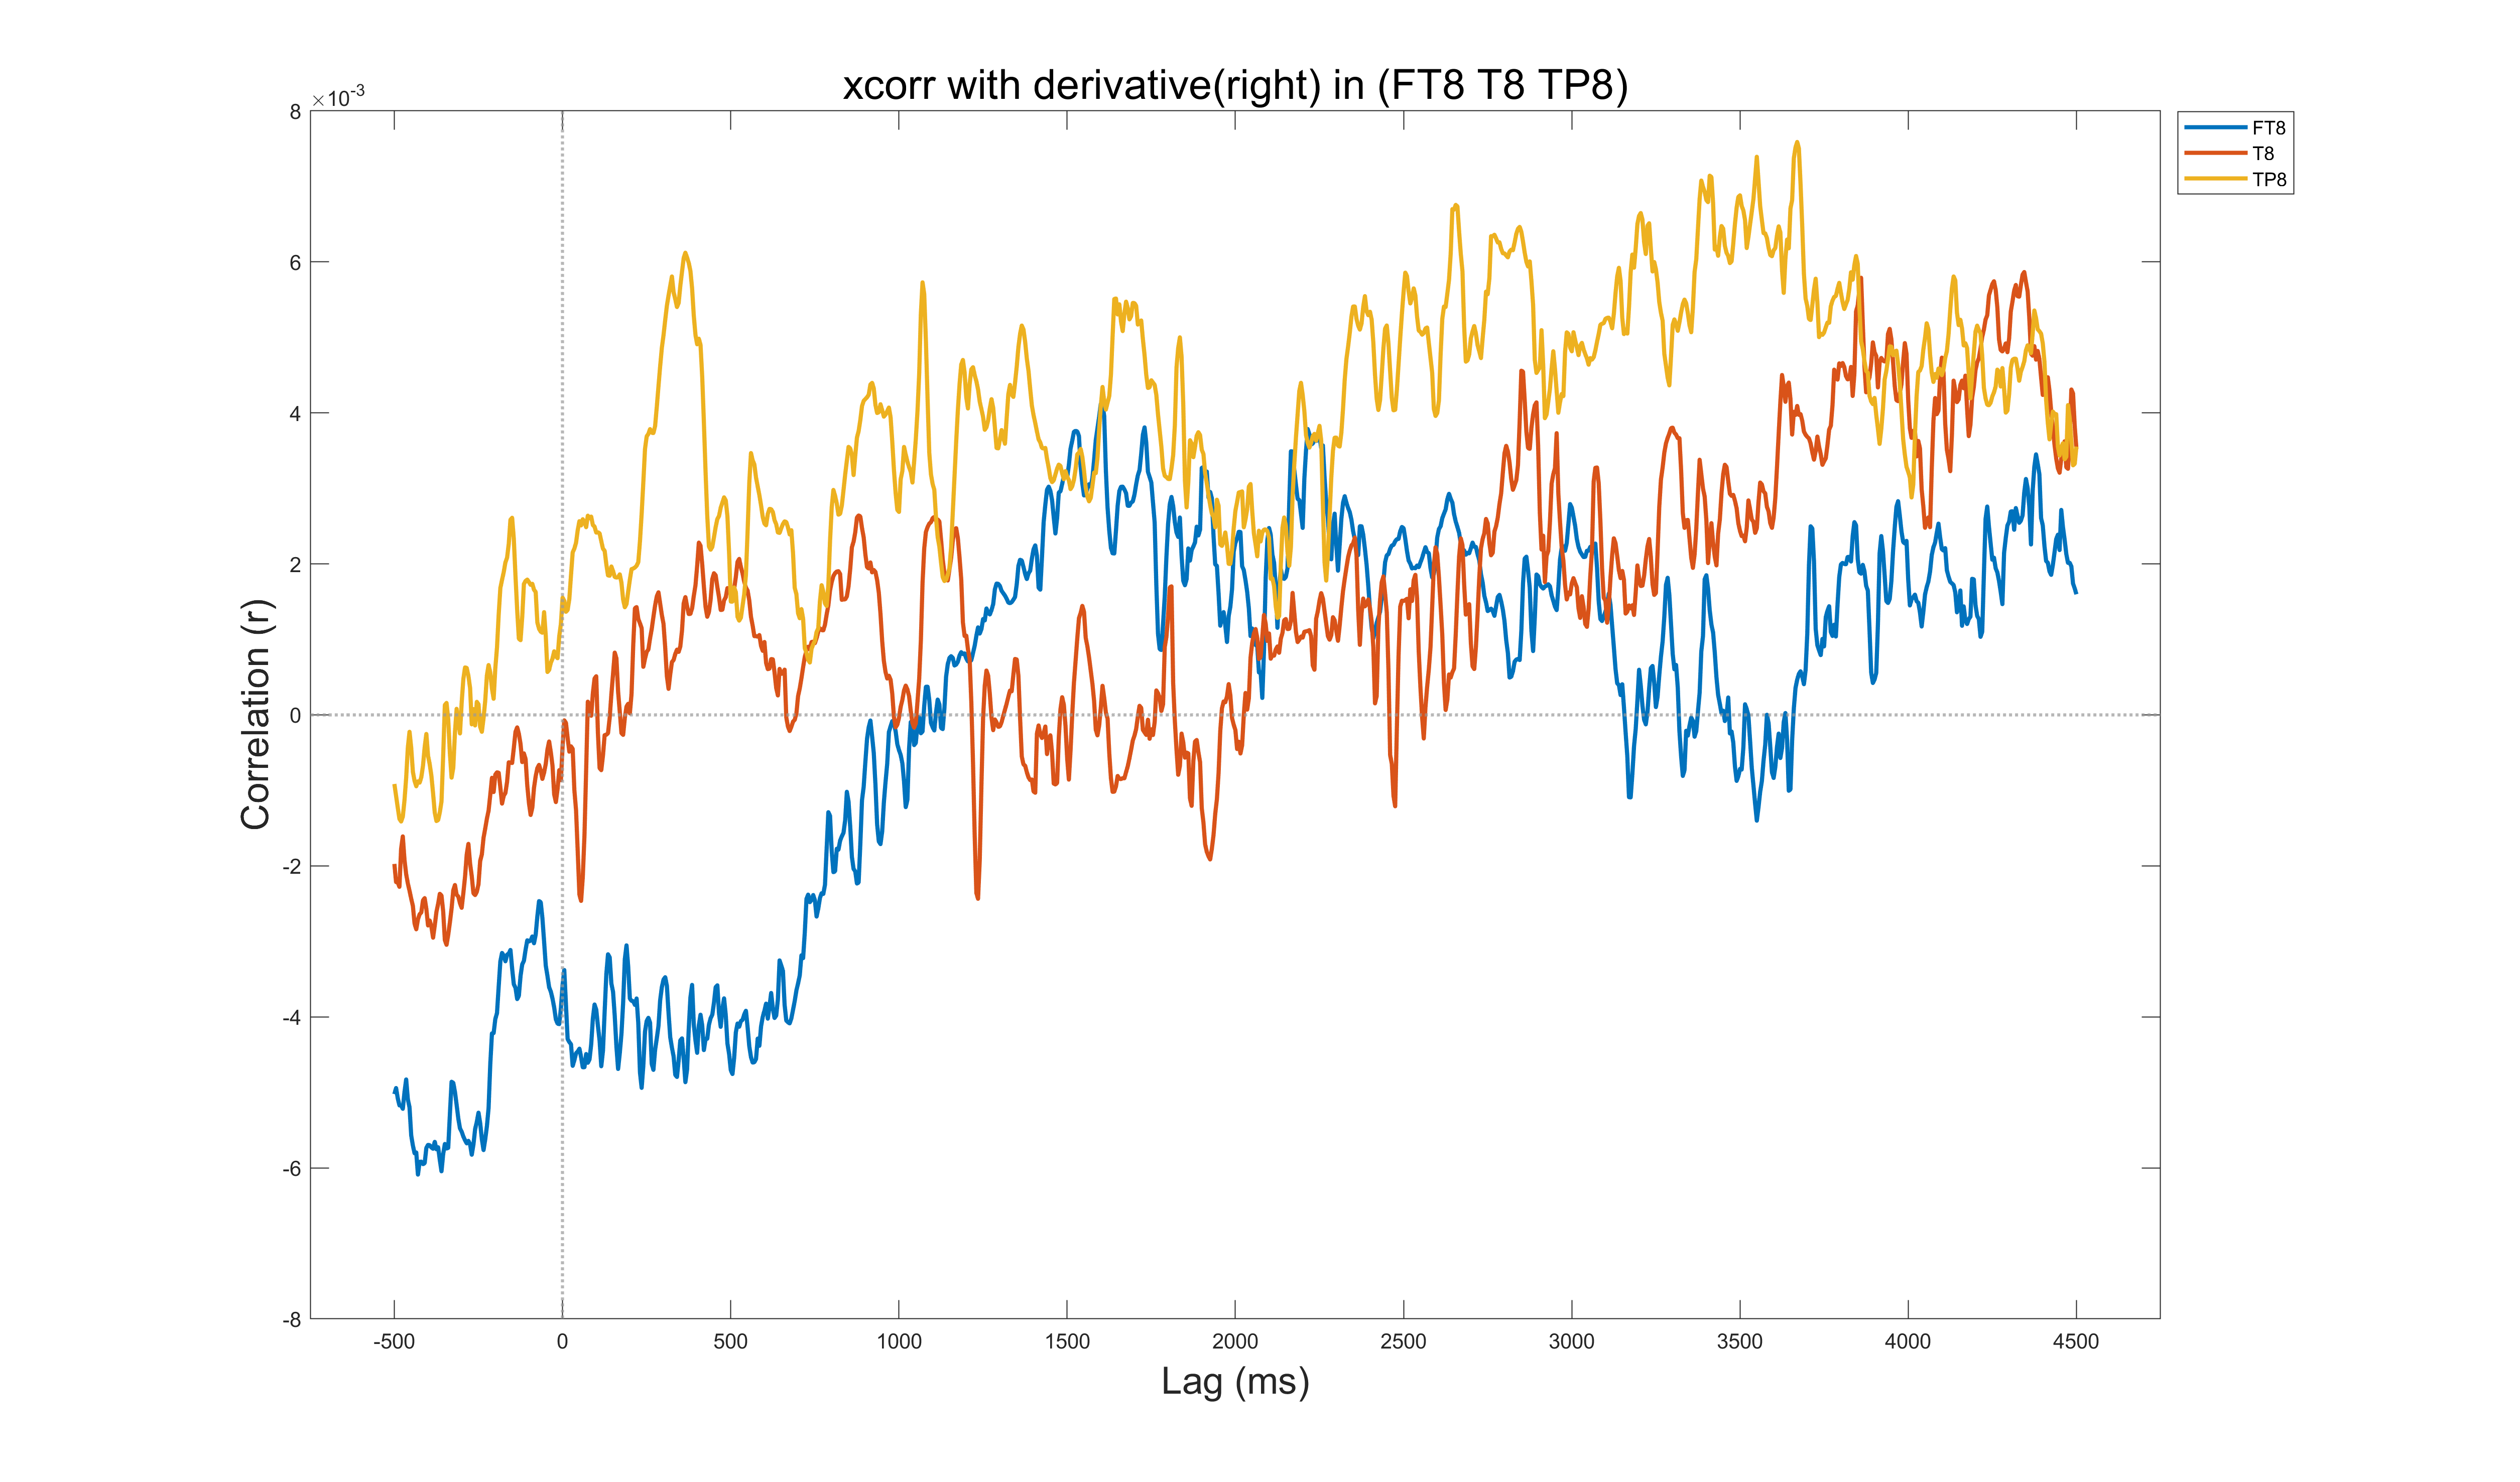 xcorr with derivative(right) in (FT8 T8 TP8)
×10-3
8
6
4
2
0
-2
-4
-6
-8
Correlation (r)
-500 0 500 1000 1500 2000 2500 3000 3500 4000 4500
Lag (ms)
FT8
T8
TP8